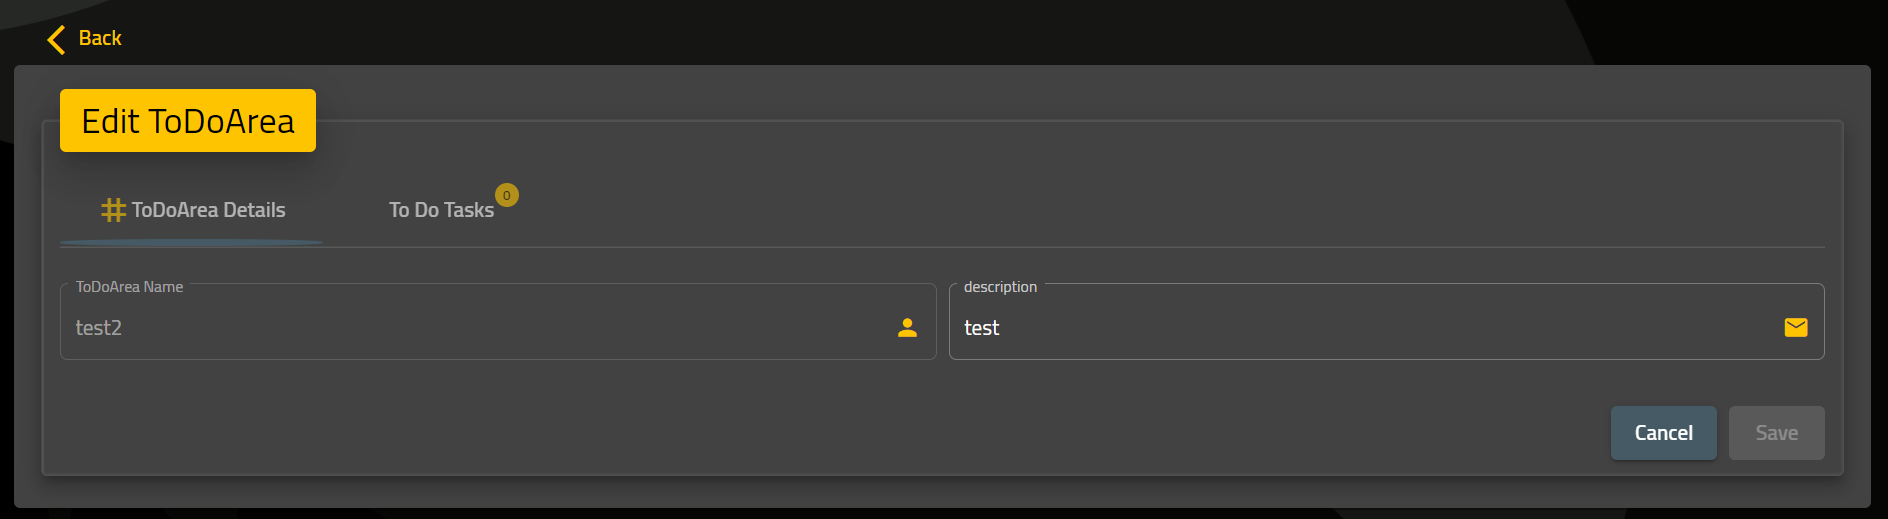 Back
Edit ToDoArea
ToDoArea Details
To Do Tasks 0
ToDoArea Name
test2
description
test
Cancel Save